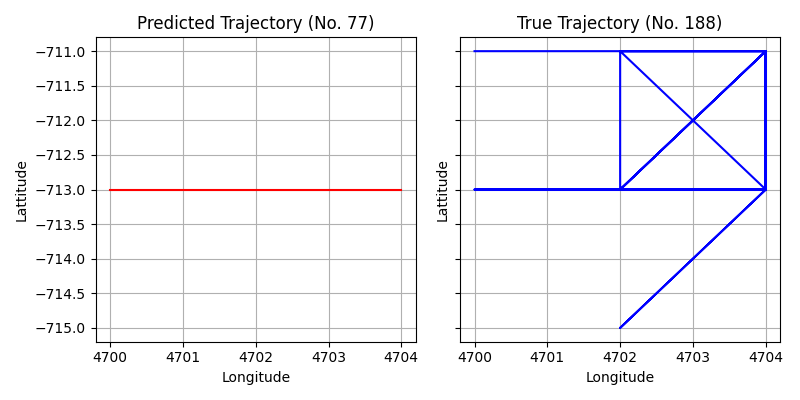 Predicted Trajectory (No. 77)
True Trajectory (No. 188)
−711.0
−711.5
−712.0
−712.5
−713.0
−713.5
−714.0
−714.5
−715.0
Lattitude
Lattitude
4700 4701 4702 4703 4704
4700 4701 4702 4703 4704
Longitude
Longitude